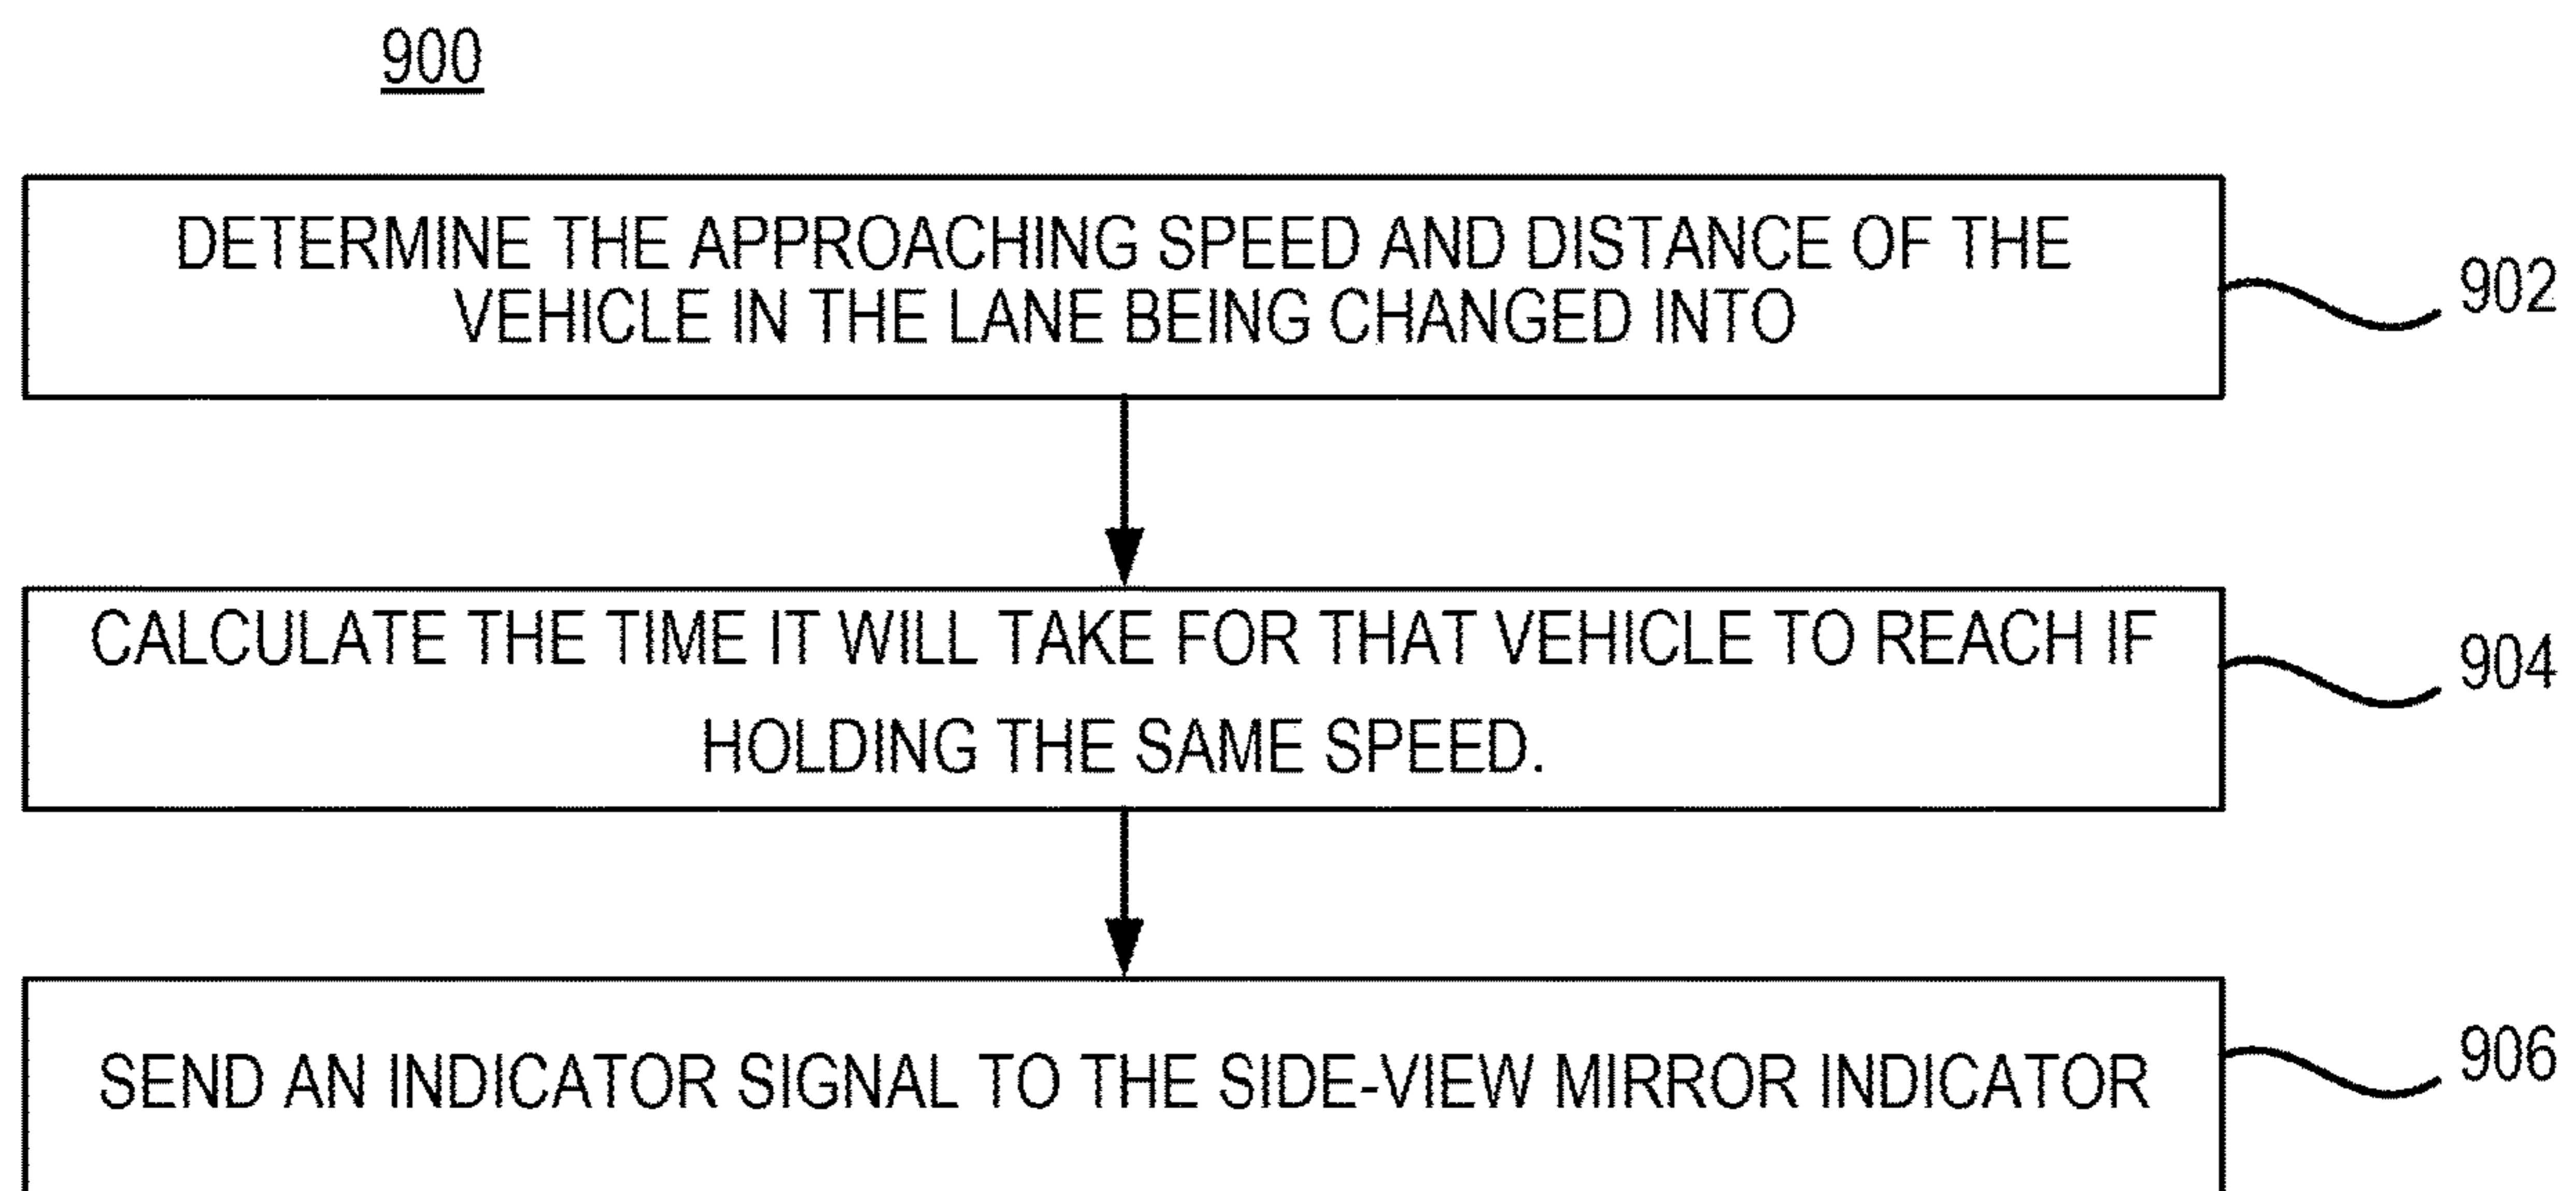 900
DETERMINE THE APPROACHING SPEED AND DISTANCE OF THE
VEHICLE IN THE LANE BEING CHANGED INTO
902
CALCULATE THE TIME IT WILL TAKE FOR THAT VEHICLE TO REACH IF
HOLDING THE SAME SPEED.
904
SEND AN INDICATOR SIGNAL TO THE SIDE-VIEW MIRROR INDICATOR
906